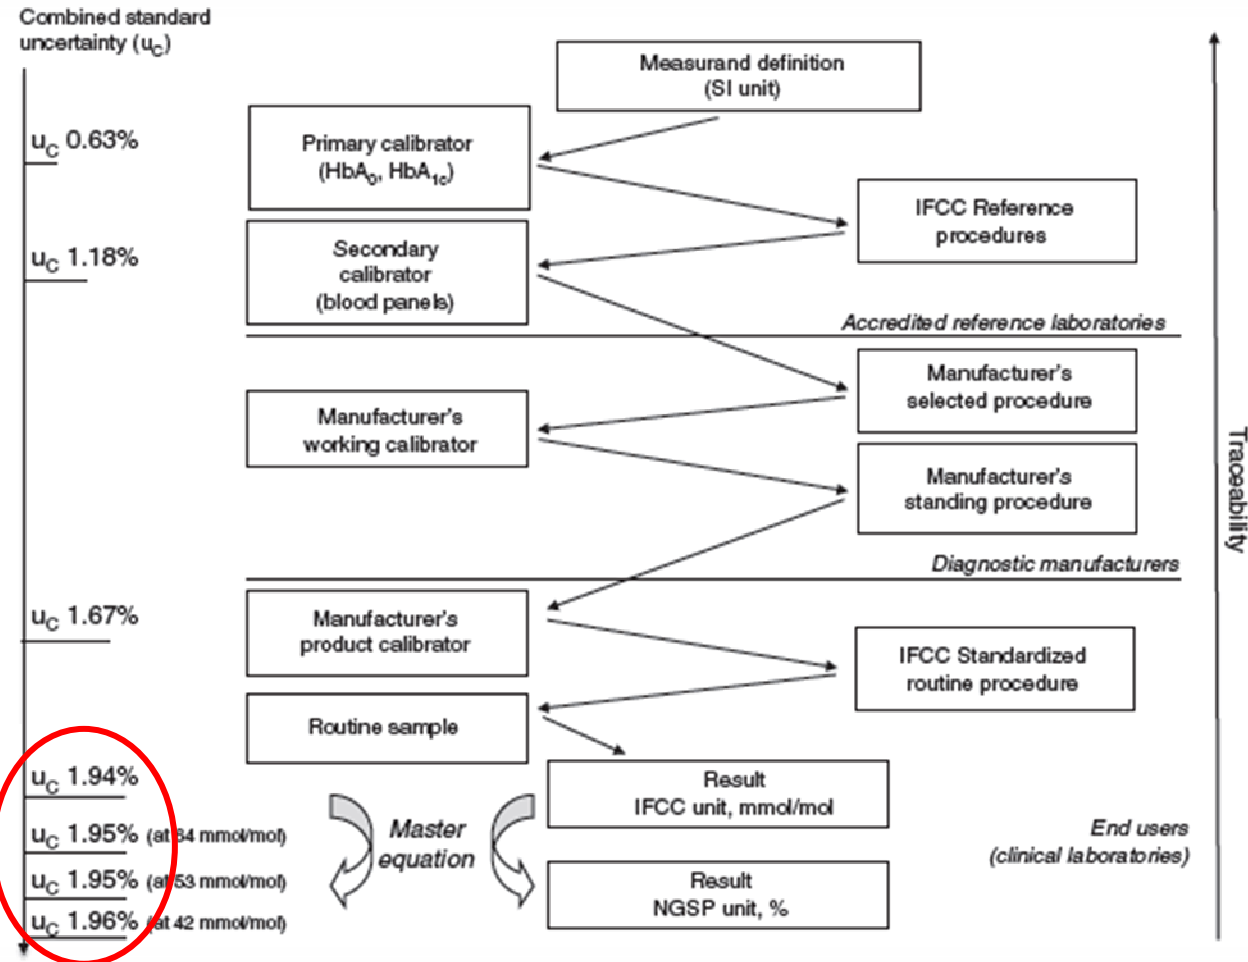 Combined standard
uncertainty (uC)
Measurand definition
(SI unit)
uC 0.63%
Primary calibrator
(HbA0, HbA1c)
IFCC Reference
procedures
uC 1.18%
Secondary
calibrator
(blood panels)
Accredited reference laboratories
Manufacturer's
selected procedure
Manufacturer's
working calibrator
Manufacturer's
standing procedure
Traceability
Diagnostic manufacturers
uC 1.67%
Manufacturer's
product calibrator
IFCC Standardized
routine procedure
Routine sample
uC 1.94%
Result
IFCC unit, mmol/mol
uC 1.95% (at 64 mmol/mol)
Master
equation
End users
(clinical laboratories)
uC 1.95% (at 53 mmol/mol)
Result
NGSP unit, %
uC 1.96% (at 42 mmol/mol)